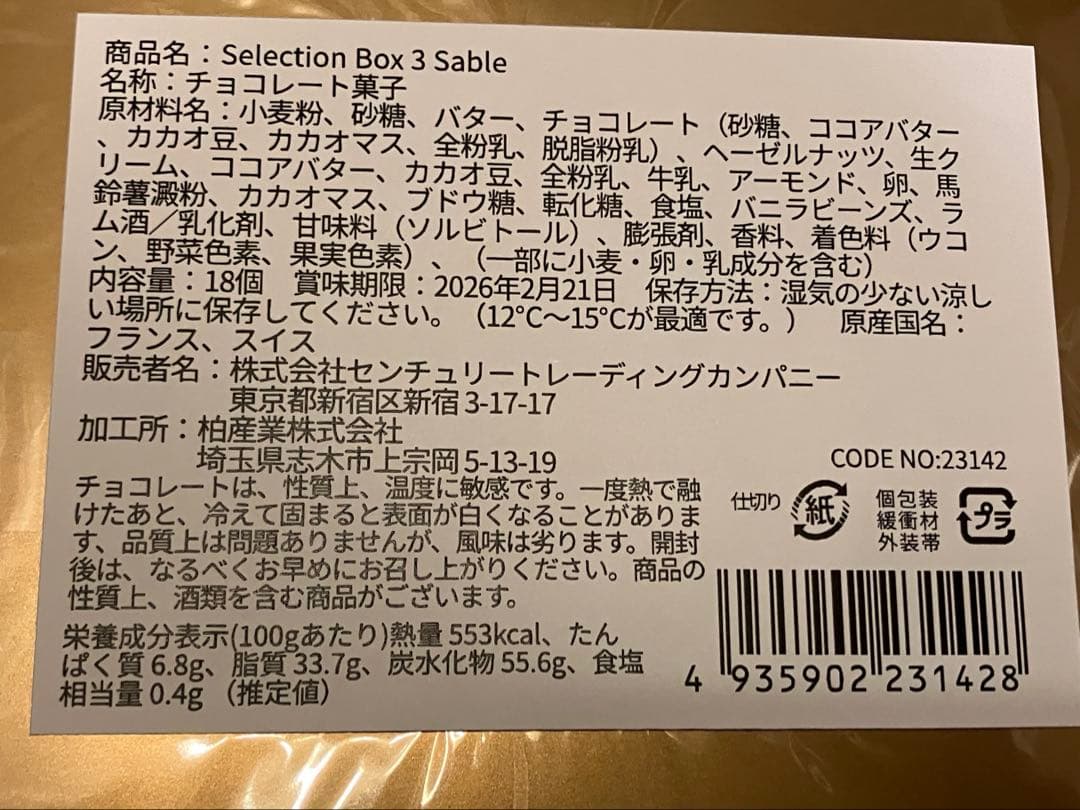 商品名：Selection Box 3 Sable
名称：チョコレート菓子
原材料名：小麦粉、砂糖、バター、チョコレート（砂糖、ココアバター
、カカオ豆、カカオマス、全粉乳、脱脂粉乳）、ヘーゼルナッツ、生ク
リーム、ココアバター、カカオ豆、全粉乳、牛乳、アーモンド、卵、馬
鈴薯澱粉、カカオマス、ブドウ糖、転化糖、食塩、バニラビーンズ、ラ
ム酒／乳化剤、甘味料（ソルビトール）、膨張剤、香料、着色料（ウコ
ン、野菜色素、果実色素）、（一部に小麦・卵・乳成分を含む）
内容量：18個　賞味期限：2026年2月21日　保存方法：湿気の少ない涼し
い場所に保存してください。（12℃～15℃が最適です。）　原産国名：
フランス、スイス
販売者名：株式会社センチュリートレーディングカンパニー
東京都新宿区新宿 3-17-17
加工所：柏産業株式会社
埼玉県志木市上宗岡 5-13-19
CODE NO:23142
チョコレートは、性質上、温度に敏感です。一度熱で融
けたあと、冷えて固まると表面が白くなることがありま
す、品質上は問題ありませんが、風味は劣ります。開封
後は、なるべくお早めにお召し上がりください。商品の
性質上、酒類を含む商品がございます。
仕切り 紙 個包装 プラ
緩衝材
外装帯
栄養成分表示(100gあたり)熱量 553kcal、たん
ぱく質 6.8g、脂質 33.7g、炭水化物 55.6g、食塩
相当量 0.4g （推定値）
4 935902 231428